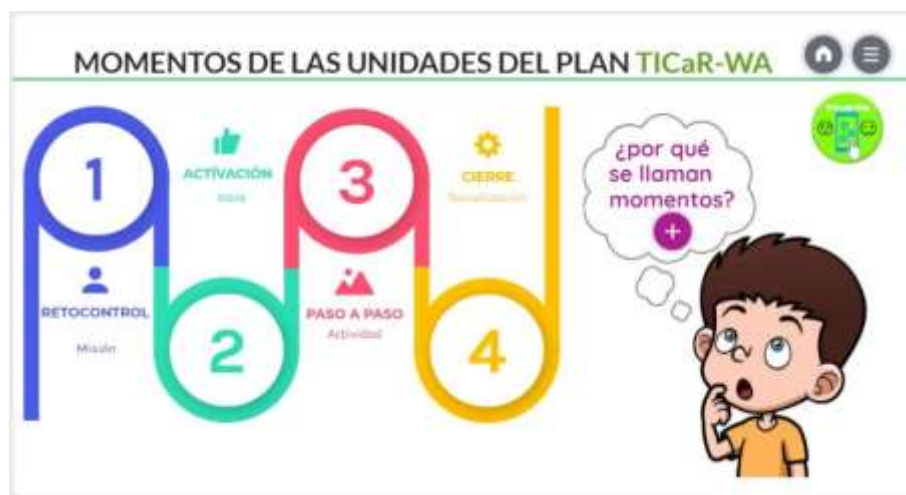 MOMENTOS DE LAS UNIDADES DEL PLAN TICaR-WA
1
RETOCONTROL
Misión
ACTIVACIÓN
2
3
PASO A PASO
Actividad
CIERRE
Socialización
4
¿por qué
se llaman
momentos?
+